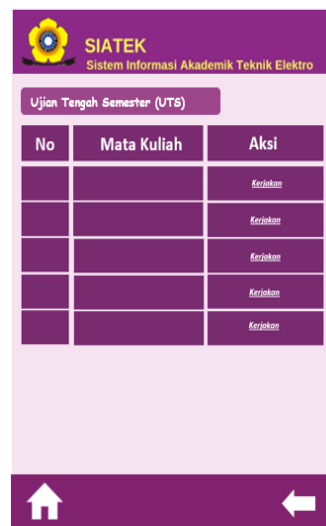 SIATEK
Sistem Informasi Akademik Teknik Elektro
Ujian Tengah Semester (UTS)
No Mata Kuliah Aksi
Kerjakan
Kerjakan
Kerjakan
Kerjakan
Kerjakan